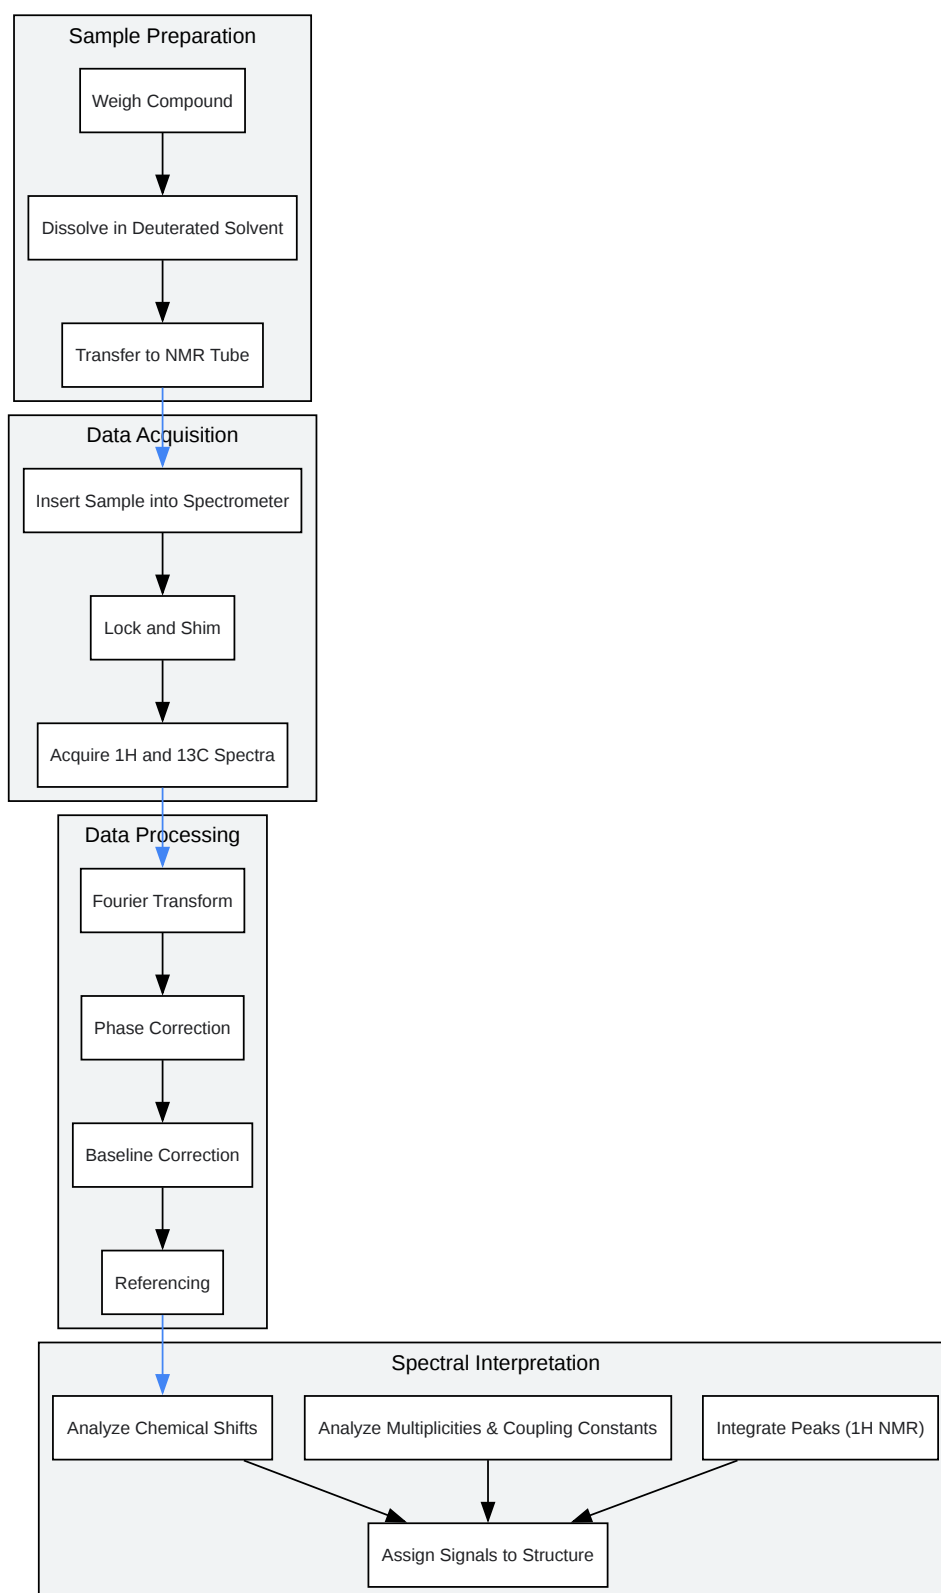 Sample Preparation
Weigh Compound
Dissolve in Deuterated Solvent
Transfer to NMR Tube
Data Acquisition
Insert Sample into Spectrometer
Lock and Shim
Acquire 1H and 13C Spectra
Data Processing
Fourier Transform
Phase Correction
Baseline Correction
Referencing
Spectral Interpretation
Analyze Chemical Shifts
Analyze Multiplicities & Coupling Constants
Integrate Peaks (1H NMR)
Assign Signals to Structure